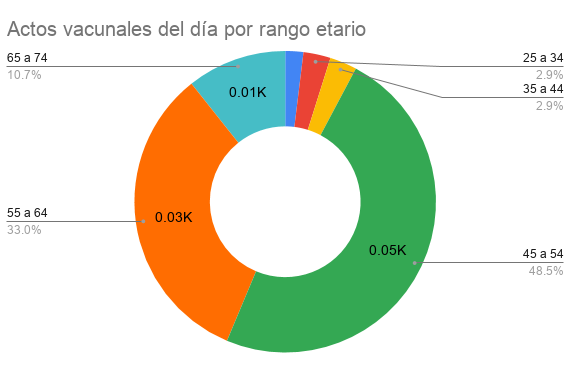 Actos vacunales del día por rango etario
65 a 74
10.7%
25 a 34
2.9%
35 a 44
2.9%
0.01K
55 a 64
33.0%
0.03K
0.05K
45 a 54
48.5%